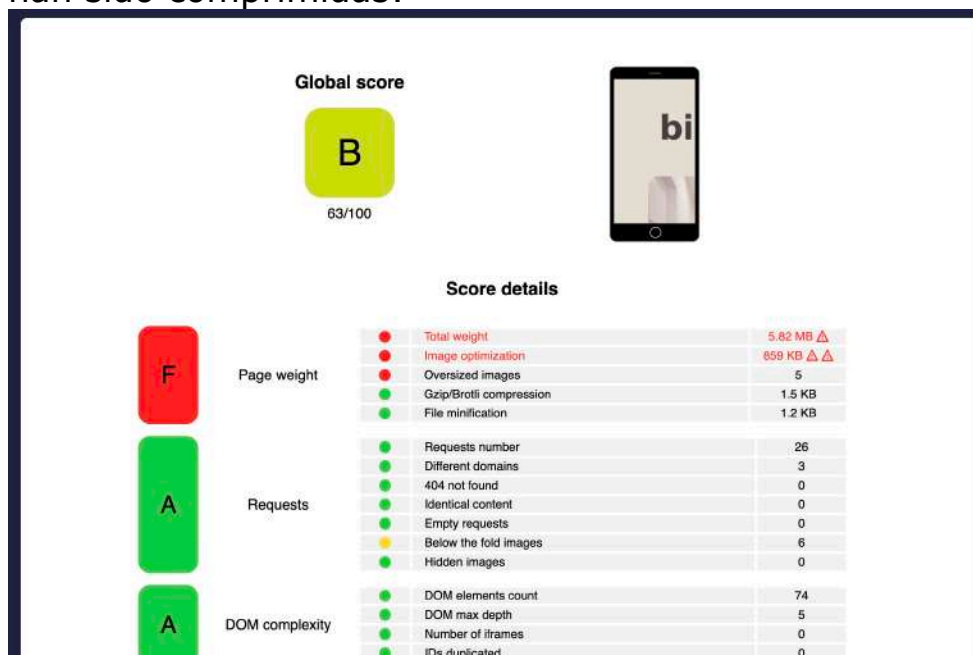 han sido comprimidas.
Global score
B
63/100
bi
Score details
F
Page weight
Total weight 5.82 MB
Image optimization 859 KB
Oversized images 5
Gzip/Brotli compression 1.5 KB
File minification 1.2 KB
A
Requests
Requests number 26
Different domains 3
404 not found 0
Identical content 0
Empty requests 0
Below the fold images 6
Hidden images 0
A
DOM complexity
DOM elements count 74
DOM max depth 5
Number of iframes 0
IDs duplicated 0